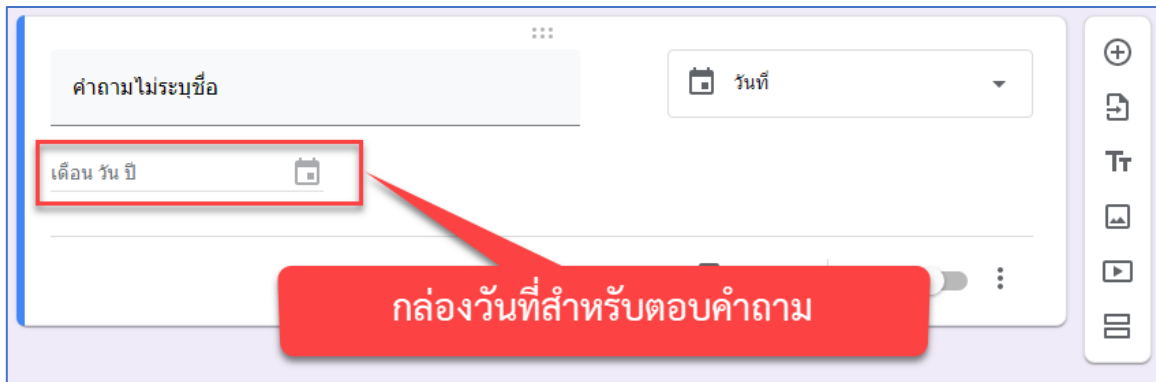 คำถามไม่ระบุชื่อ
วันที่
เดือน วัน ปี
กล่องวันที่สำหรับตอบคำถาม
Tт